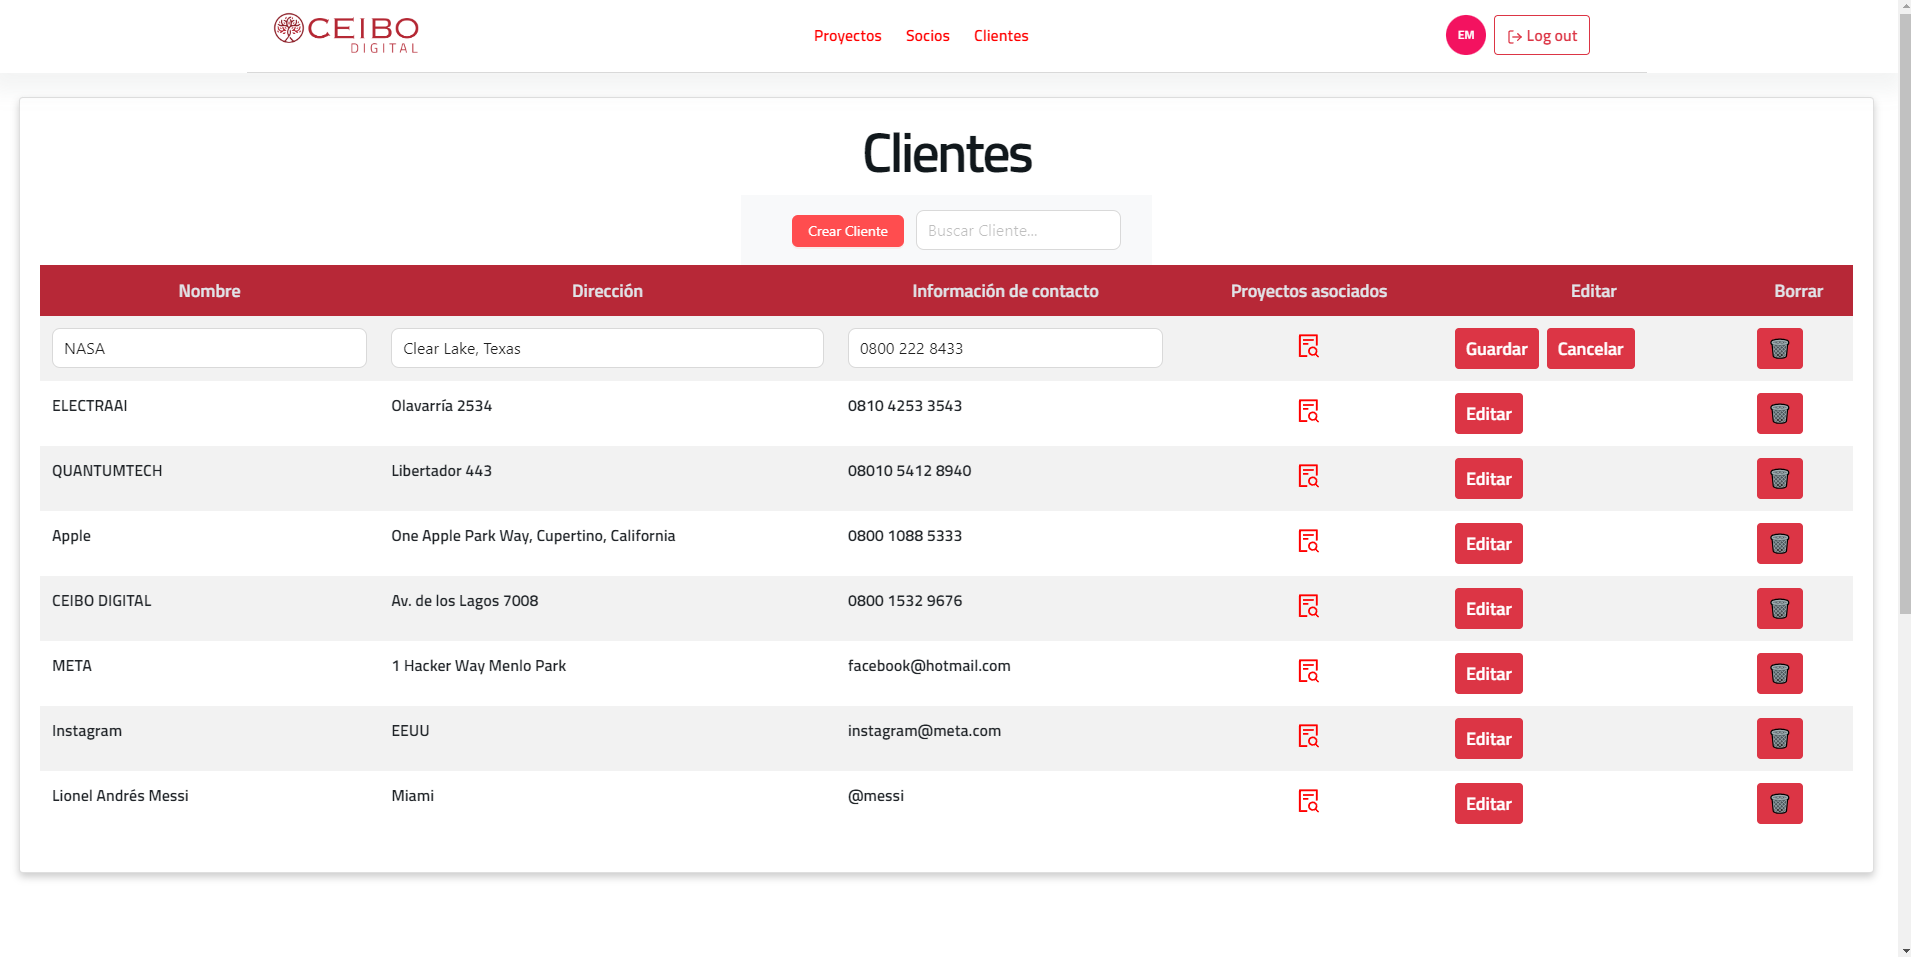 CEIBO
DIGITAL
Proyectos Socios Clientes
EM Log out
Clientes
Crear Cliente Buscar Cliente...
Nombre Dirección Información de contacto Proyectos asociados Editar Borrar
NASA Clear Lake, Texas 0800 222 8433 Guardar Cancelar
ELECTRAAI Olavarría 2534 0810 4253 3543 Editar
QUANTUMTECH Libertador 443 08010 5412 8940 Editar
Apple One Apple Park Way, Cupertino, California 0800 1088 5333 Editar
CEIBO DIGITAL Av. de los Lagos 7008 0800 1532 9676 Editar
META 1 Hacker Way Menlo Park facebook@hotmail.com Editar
Instagram EEUU instagram@meta.com Editar
Lionel Andrés Messi Miami @messi Editar